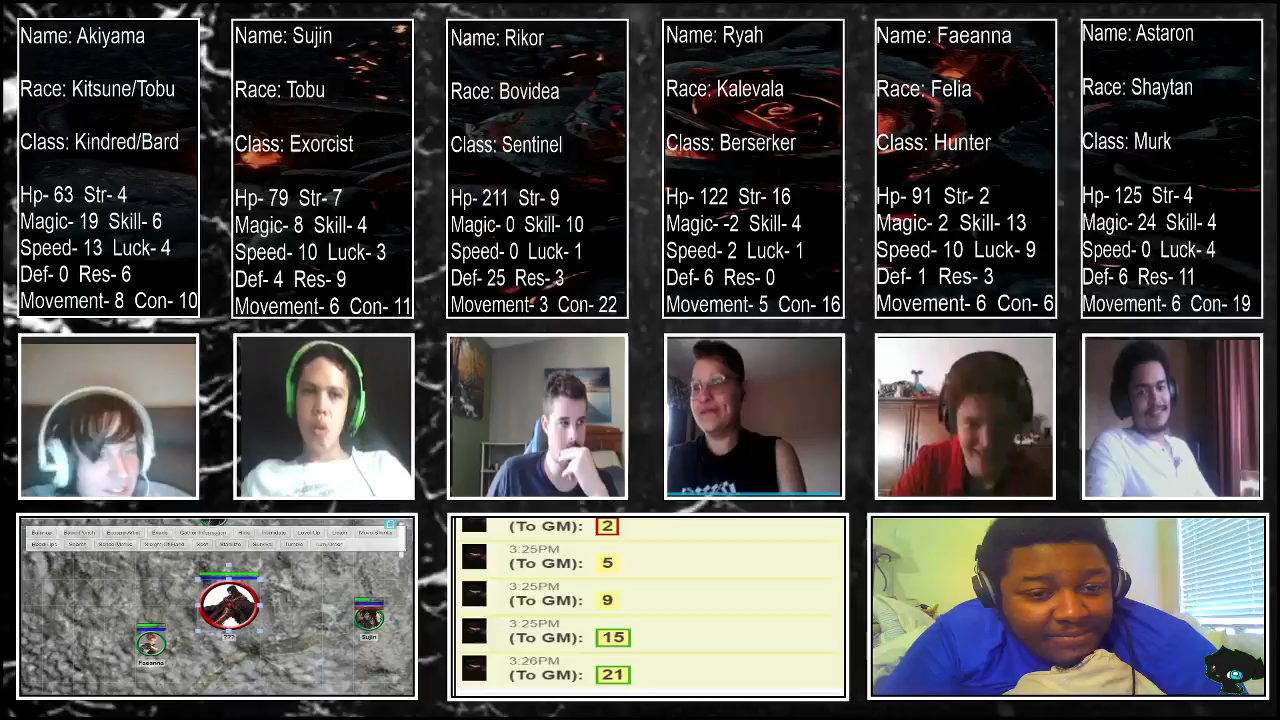 Name: Akiyama
Race: Kitsune/Tobu
Class: Kindred/Bard
Hp- 63 Str- 4
Magic- 19 Skill- 6
Speed- 13 Luck- 4
Def- 0 Res- 6
Movement- 8 Con- 10
Name: Sujin
Race: Tobu
Class: Exorcist
Hp- 79 Str- 7
Magic- 8 Skill- 4
Speed- 10 Luck- 3
Def- 4 Res- 9
Movement- 6 Con- 11
Name: Rikor
Race: Bovidea
Class: Sentinel
Hp- 211 Str- 9
Magic- 0 Skill- 10
Speed- 0 Luck- 1
Def- 25 Res- 3
Movement- 3 Con- 22
Name: Ryah
Race: Kalevala
Class: Berserker
Hp- 122 Str- 16
Magic- -2 Skill- 4
Speed- 2 Luck- 1
Def- 6 Res- 0
Movement- 5 Con- 16
Name: Faeanna
Race: Felia
Class: Hunter
Hp- 91 Str- 2
Magic- 2 Skill- 13
Speed- 10 Luck- 9
Def- 1 Res- 3
Movement- 6 Con- 6
Name: Astaron
Race: Shaytan
Class: Murk
Hp- 125 Str- 4
Magic- 24 Skill- 4
Speed- 0 Luck- 4
Def- 6 Res- 11
Movement- 6 Con- 19
???
Faeanna
Sujin
(To GM): 2
3:25PM
(To GM): 5
3:25PM
(To GM): 9
3:25PM
(To GM): 15
3:26PM
(To GM): 21